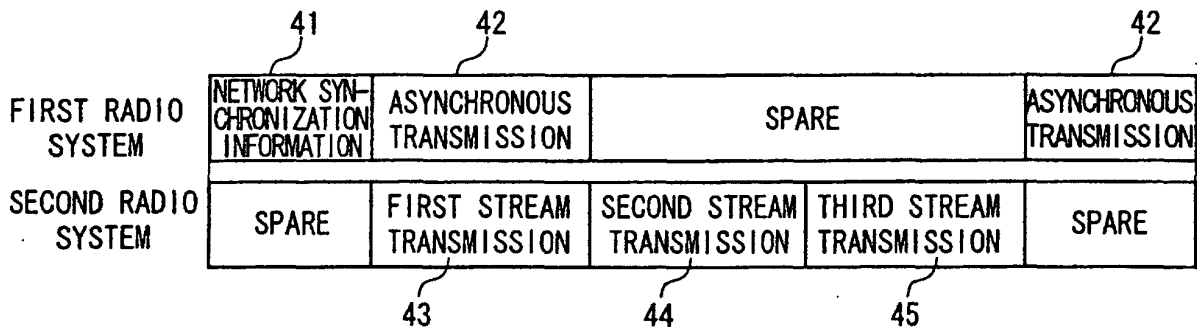 41 42 42
FIRST RADIO
SYSTEM
NETWORK SYN-
CHRONIZATION
INFORMATION
ASYNCHRONOUS
TRANSMISSION
SPARE
ASYNCHRONOUS
TRANSMISSION
SECOND RADIO
SYSTEM
SPARE
FIRST STREAM
TRANSMISSION
SECOND STREAM
TRANSMISSION
THIRD STREAM
TRANSMISSION
SPARE
43 44 45